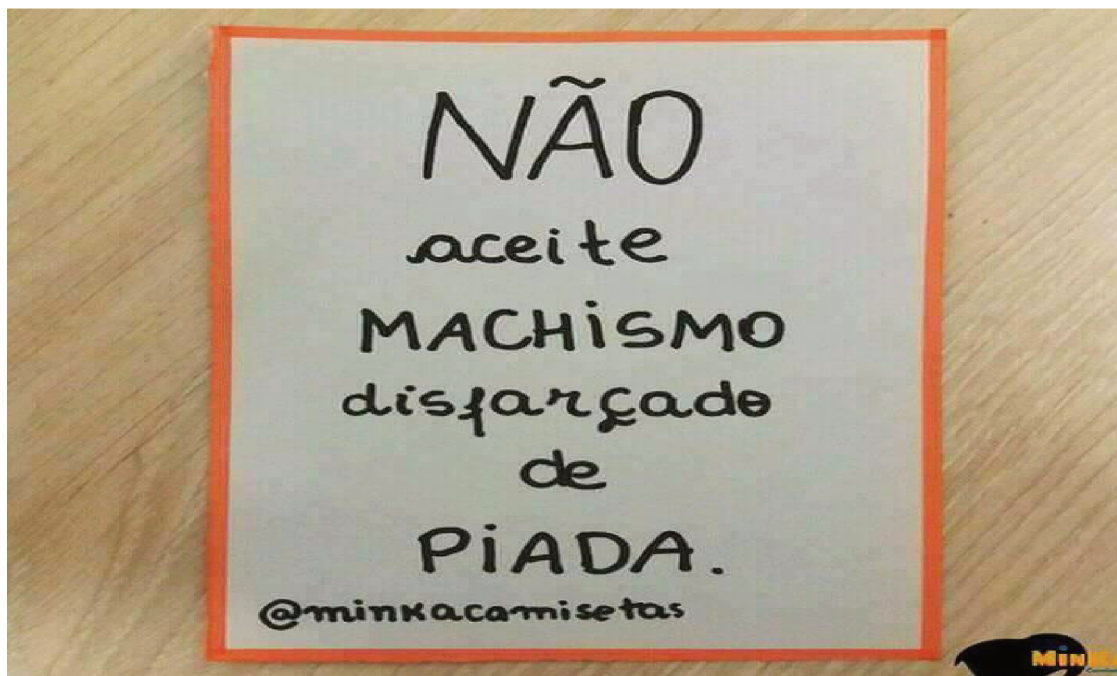 NÃO
aceite
MACHiSMO
disfarçado
de
PiADA.
@minkacamisetas